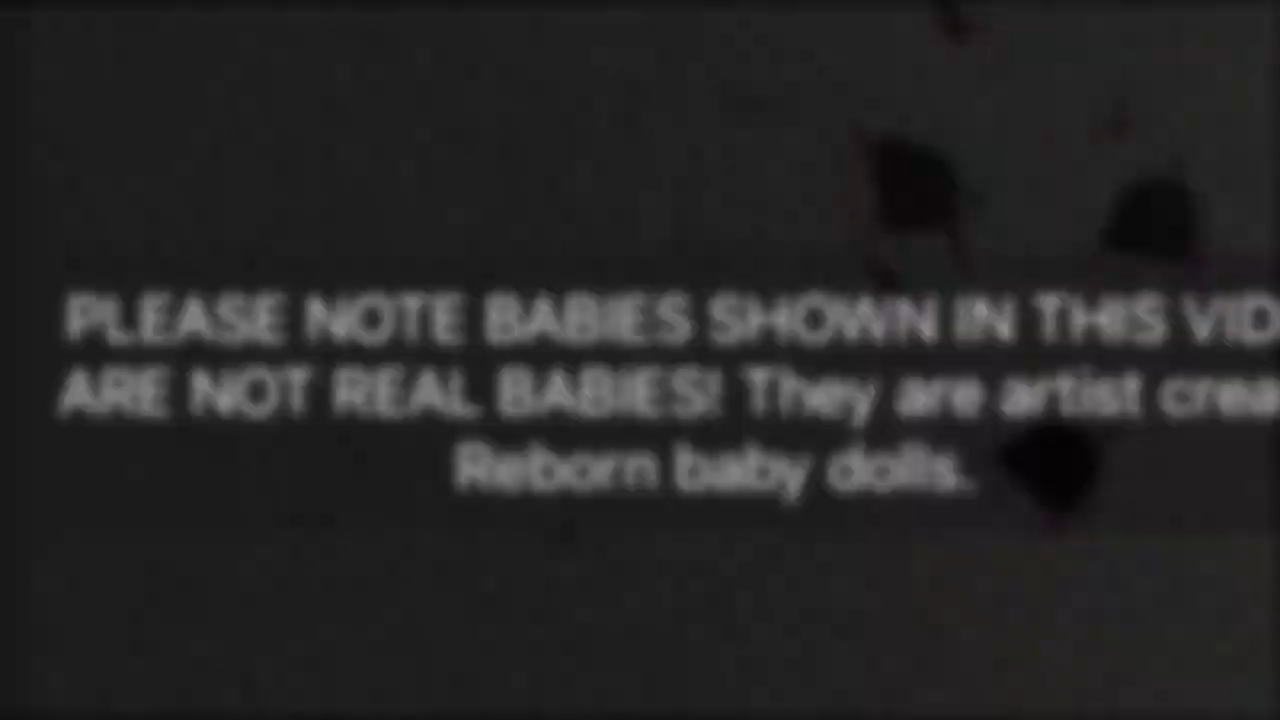 PLEASE NOTE BABIES SHOWN IN THIS VID
ARE NOT REAL BABIES! They are artist crea
Reborn baby dolls.